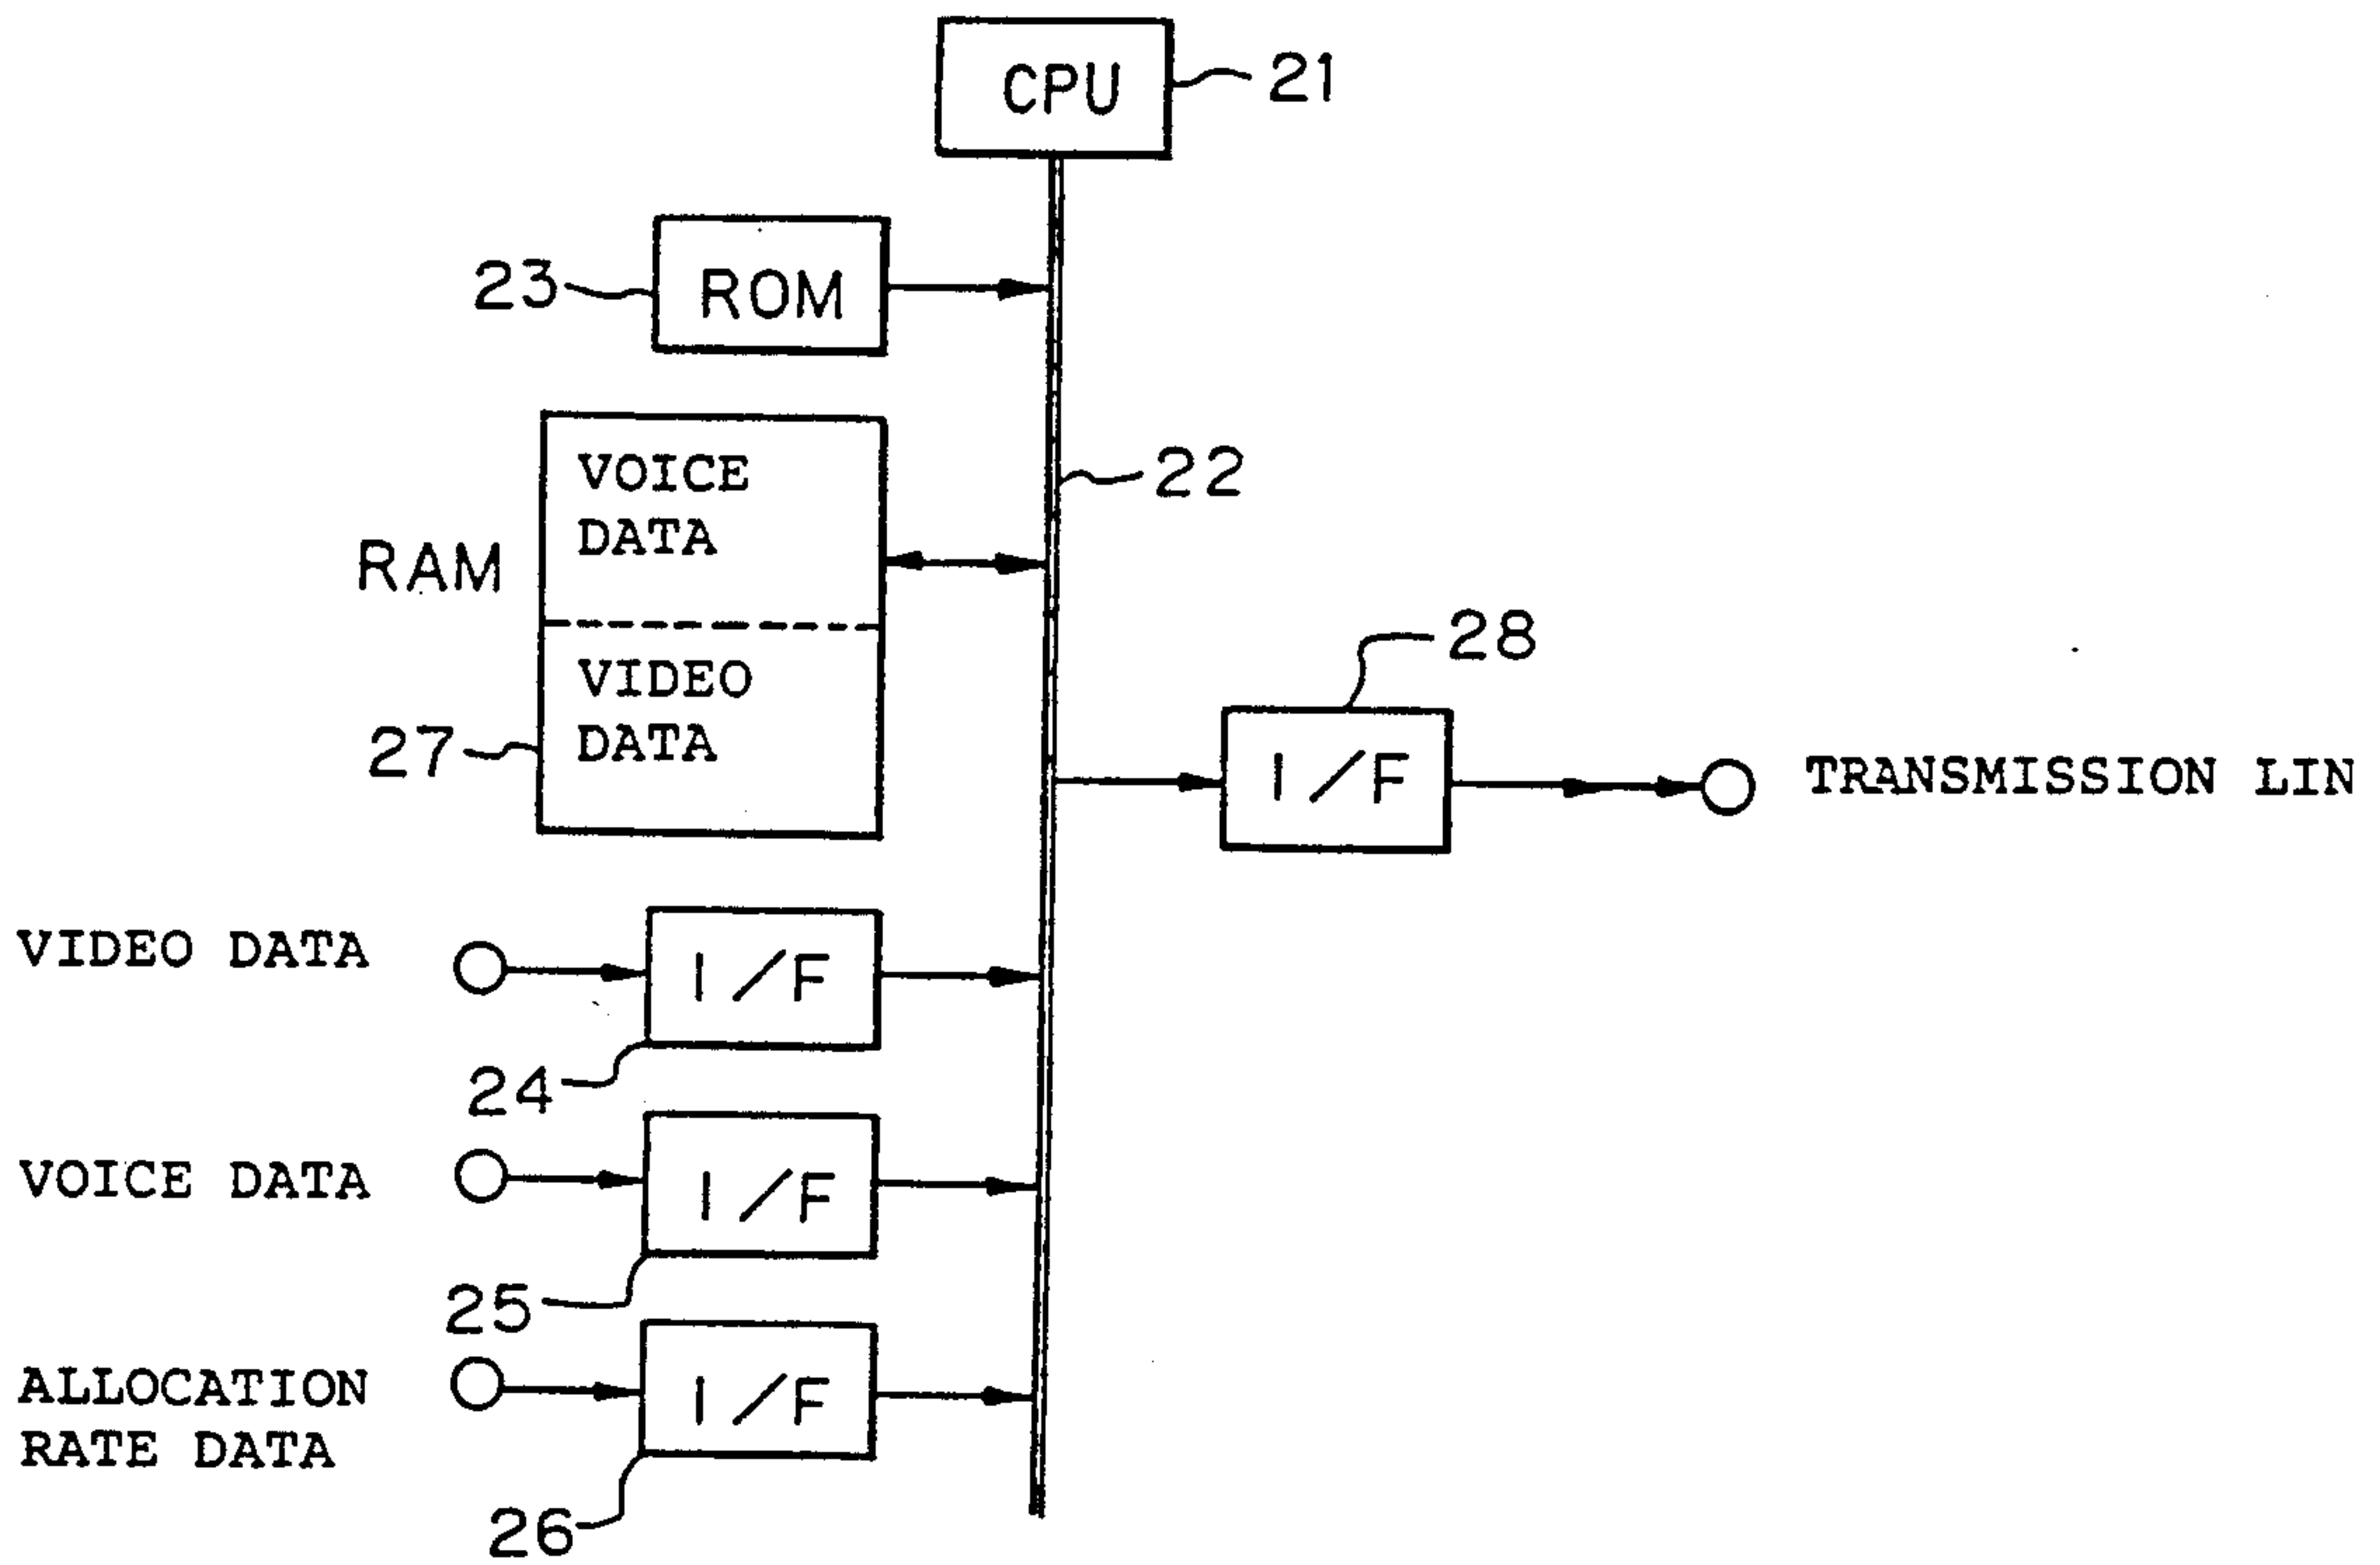 CPU
21
23
ROM
VOICE
DATA
22
RAM
28
VIDEO
DATA
27
I/F
TRANSMISSION LIN
VIDEO DATA
I/F
24
VOICE DATA
I/F
25
ALLOCATION
RATE DATA
I/F
26